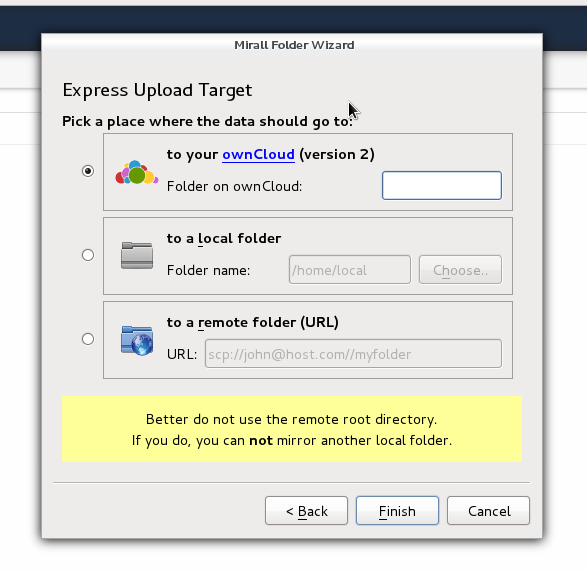 Mirall Folder Wizard
Express Upload Target
Pick a place where the data should go to:
to your ownCloud (version 2)
Folder on ownCloud:
to a local folder
Folder name: /home/local Choose..
to a remote folder (URL)
URL: scp://john@host.com//myfolder
Better do not use the remote root directory.
If you do, you can not mirror another local folder.
< Back Finish Cancel